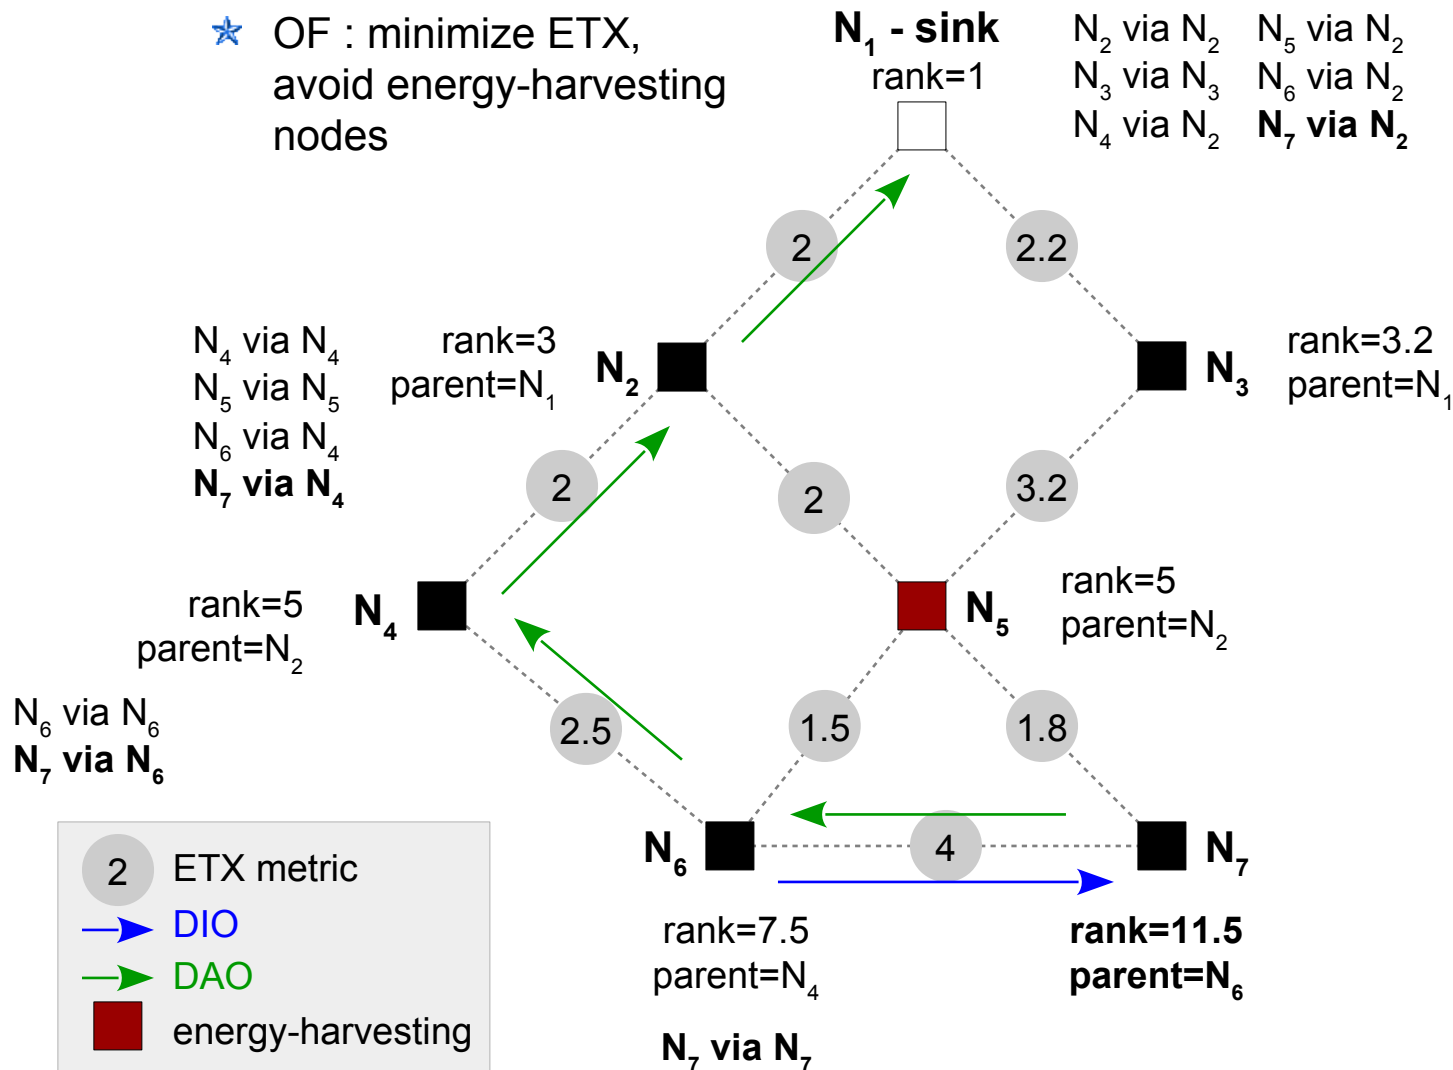 OF : minimize ETX,
avoid energy-harvesting
nodes
N1 - sink
rank=1
N2 via N2 N5 via N2
N3 via N3 N6 via N2
N4 via N2 N7 via N2
2
2.2
N4 via N4
N5 via N5
N6 via N4
N7 via N4
rank=3
parent=N1
N2
N3
rank=3.2
parent=N1
2
2
3.2
rank=5
parent=N2
N4
N5
rank=5
parent=N2
N6 via N6
N7 via N6
2.5
1.5
1.8
N6
4
N7
rank=7.5
parent=N4
rank=11.5
parent=N6
N7 via N7
2 ETX metric
DIO
DAO
energy-harvesting